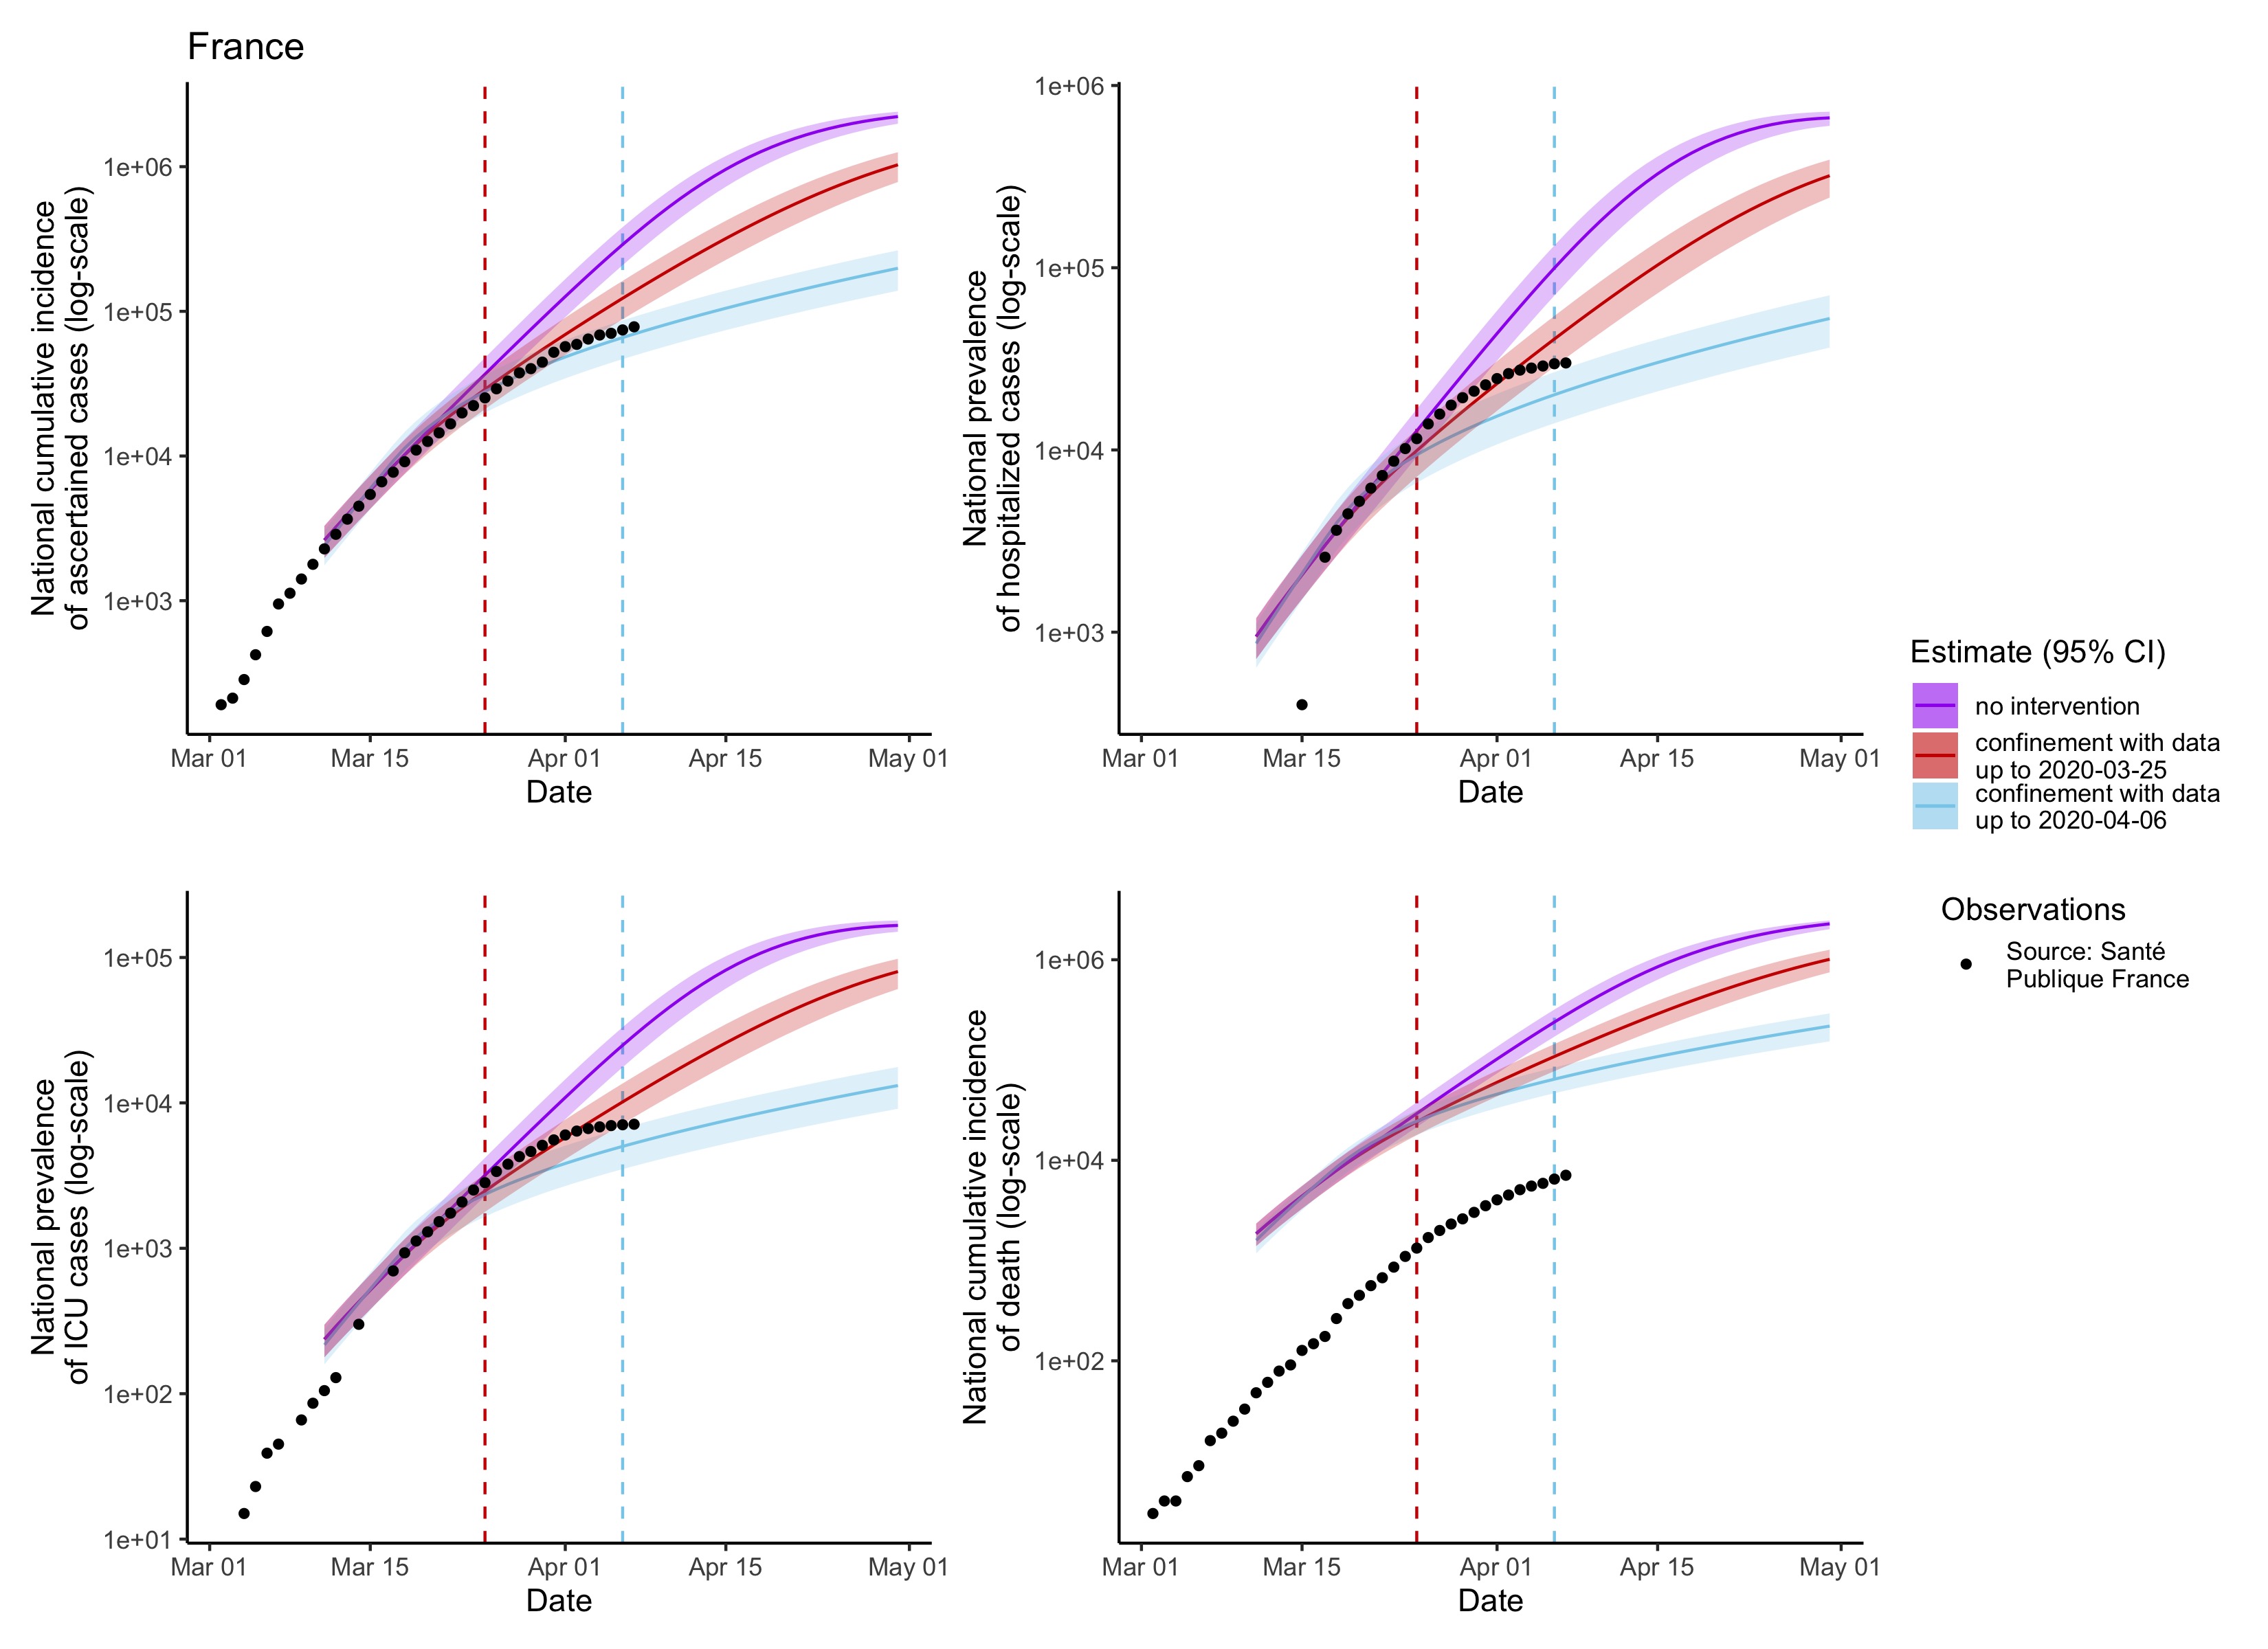 France
National cumulative incidence
of ascertained cases (log-scale)
1e+06
1e+05
1e+04
1e+03
Mar 01
Mar 15
Apr 01
Apr 15
May 01
Date
National prevalence
of hospitalized cases (log-scale)
1e+06
1e+05
1e+04
1e+03
Mar 01
Mar 15
Apr 01
Apr 15
May 01
Date
National prevalence
of ICU cases (log-scale)
1e+05
1e+04
1e+03
1e+02
1e+01
Mar 01
Mar 15
Apr 01
Apr 15
May 01
Date
National cumulative incidence
of death (log-scale)
1e+06
1e+04
1e+02
Mar 01
Mar 15
Apr 01
Apr 15
May 01
Date
Estimate (95% CI)
no intervention
confinement with data
up to 2020-03-25
confinement with data
up to 2020-04-06
Observations
Source: Santé
Publique France